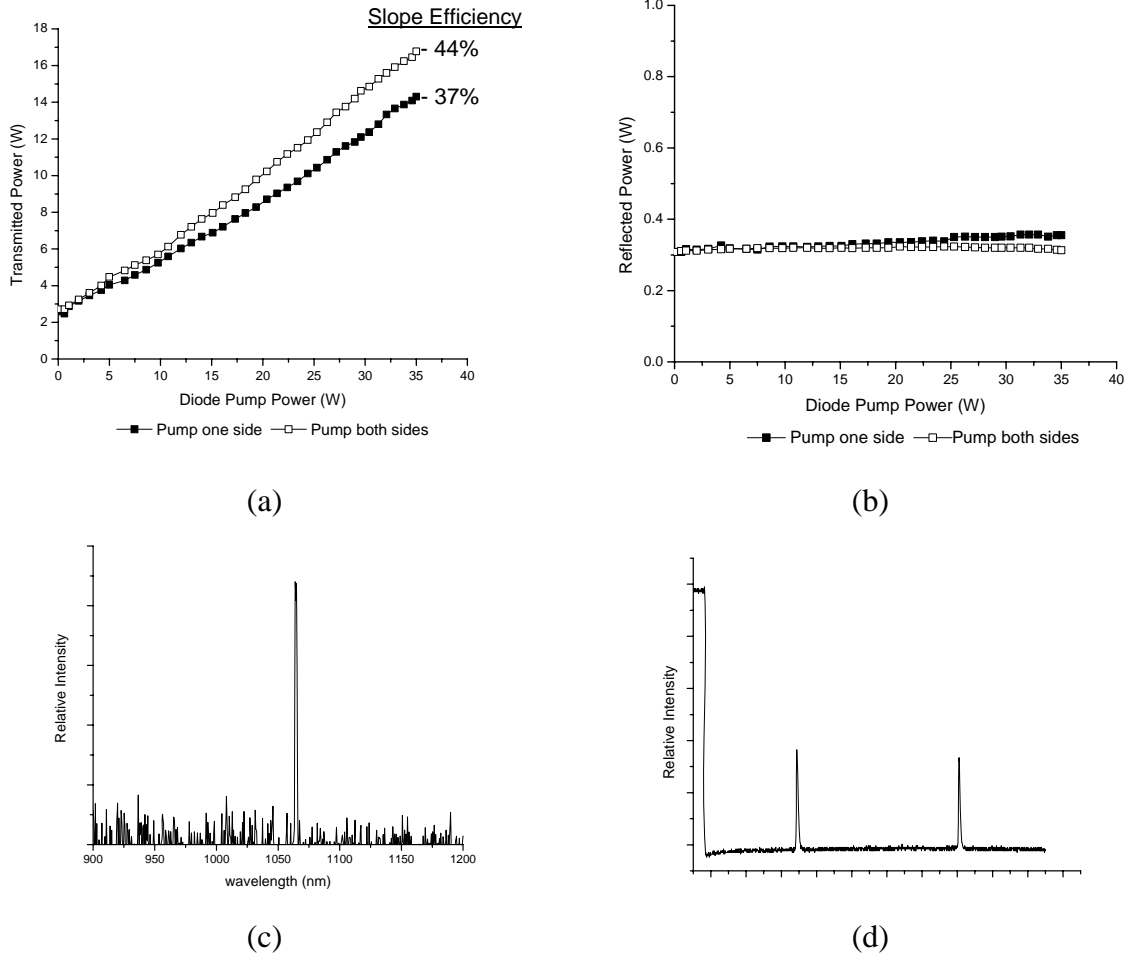 Slope Efficiency
18
16
14
12
10
8
6
4
2
0
Transmitted Power (W)
- 44%
- 37%
0 5 10 15 20 25 30 35 40
Diode Pump Power (W)
Pump one side Pump both sides
(a)
1.0
0.8
0.6
0.4
0.2
0.0
Reflected Power (W)
0 5 10 15 20 25 30 35 40
Diode Pump Power (W)
Pump one side Pump both sides
(b)
Relative Intensity
900 950 1000 1050 1100 1150 1200
wavelength (nm)
(c)
Relative Intensity
(d)